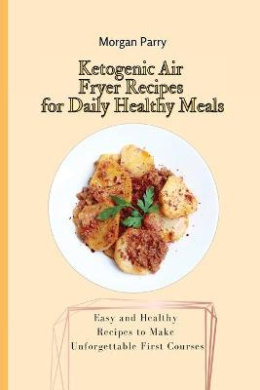 Morgan Parry
Ketogenic Air
Fryer Recipes
for Daily Healthy Meals
Easy and Healthy
Recipes to Make
Unforgettable First Courses